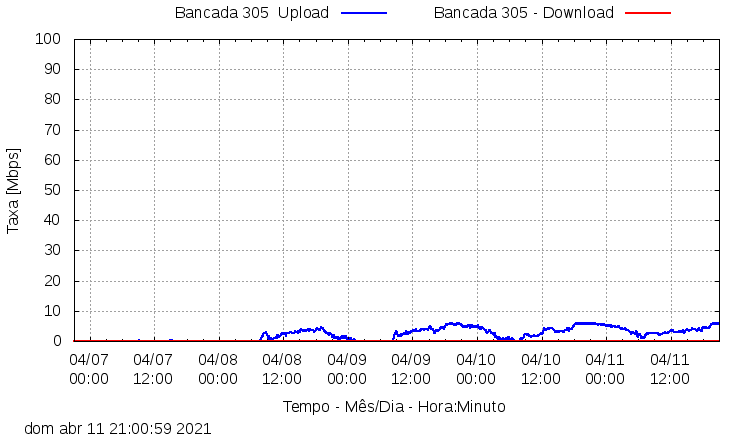 Bancada 305  Upload
Bancada 305 - Download
100
90
80
70
60
50
40
30
20
10
0
Taxa [Mbps]
04/07 04/07 04/08 04/08 04/09 04/09 04/10 04/10 04/11 04/11
00:00 12:00 00:00 12:00 00:00 12:00 00:00 12:00 00:00 12:00
Tempo - Mês/Dia - Hora:Minuto
dom abr 11 21:00:59 2021